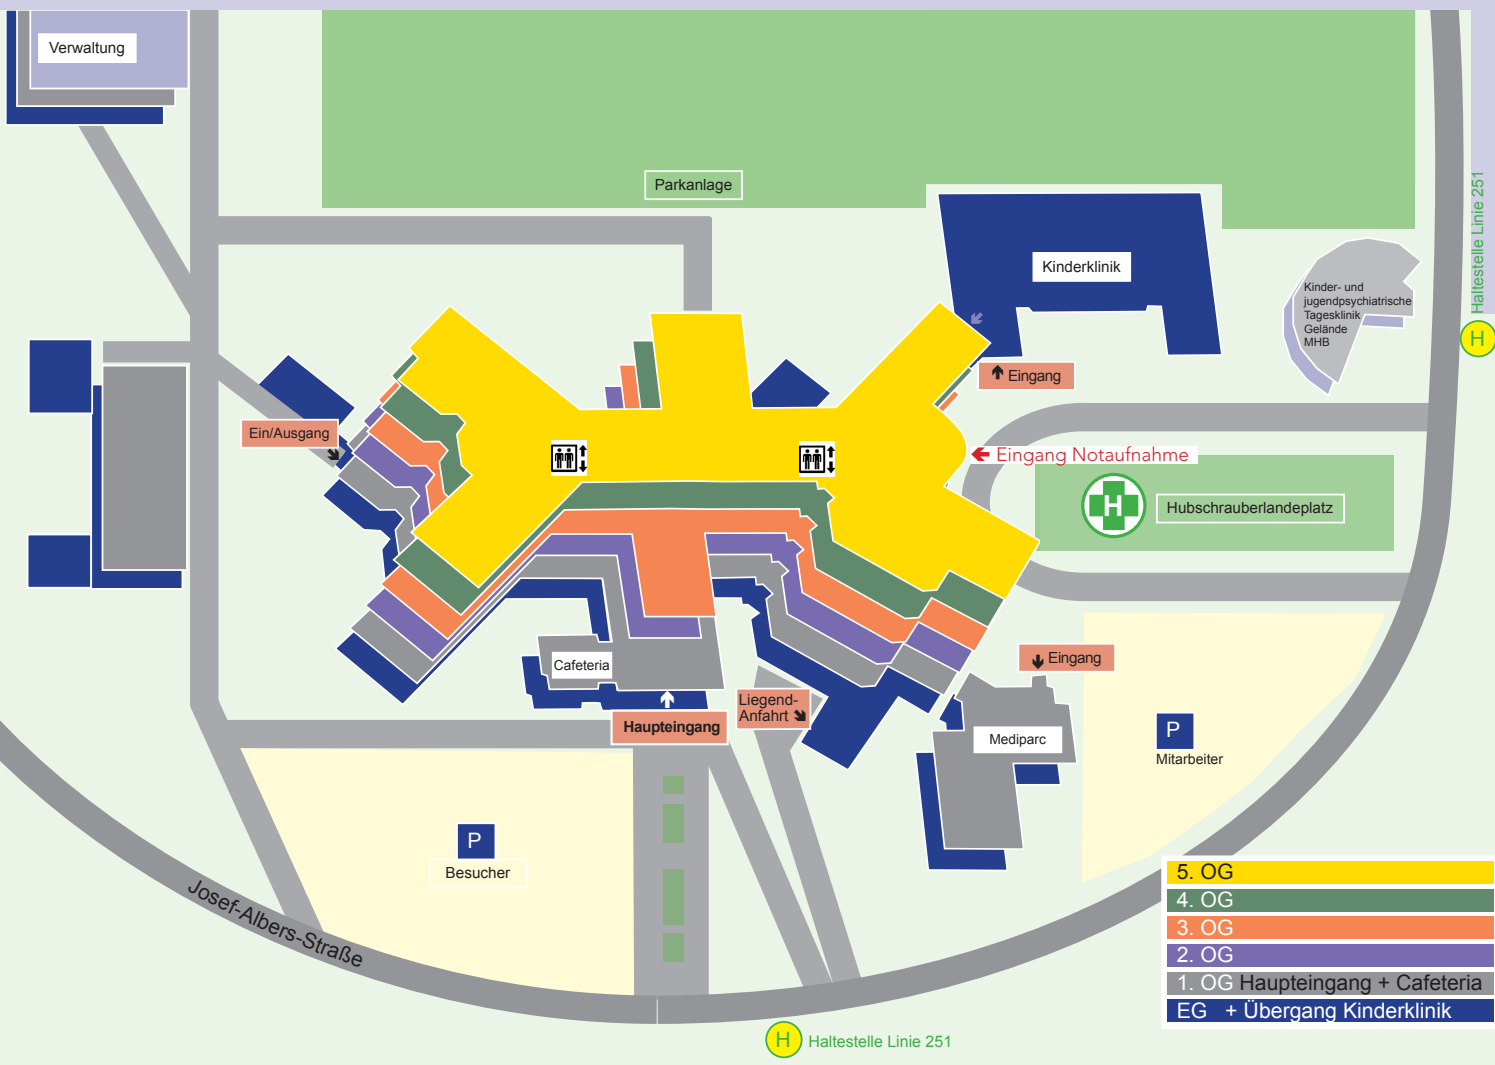 Verwaltung
Parkanlage
Kinderklinik
Haltestelle Linie 251
H
Kinder- und
jugendpsychiatrische
Tagesklinik
Gelände
MHB
Eingang
Ein/Ausgang
Eingang Notaufnahme
H
Hubschrauberlandeplatz
Cafeteria
Eingang
Liegend-
Anfahrt
Haupteingang
Mediparc
P
Mitarbeiter
P
Besucher
Josef-Albers-Straße
5. OG
4. OG
3. OG
2. OG
1. OG Haupteingang + Cafeteria
EG + Übergang Kinderklinik
H
Haltestelle Linie 251